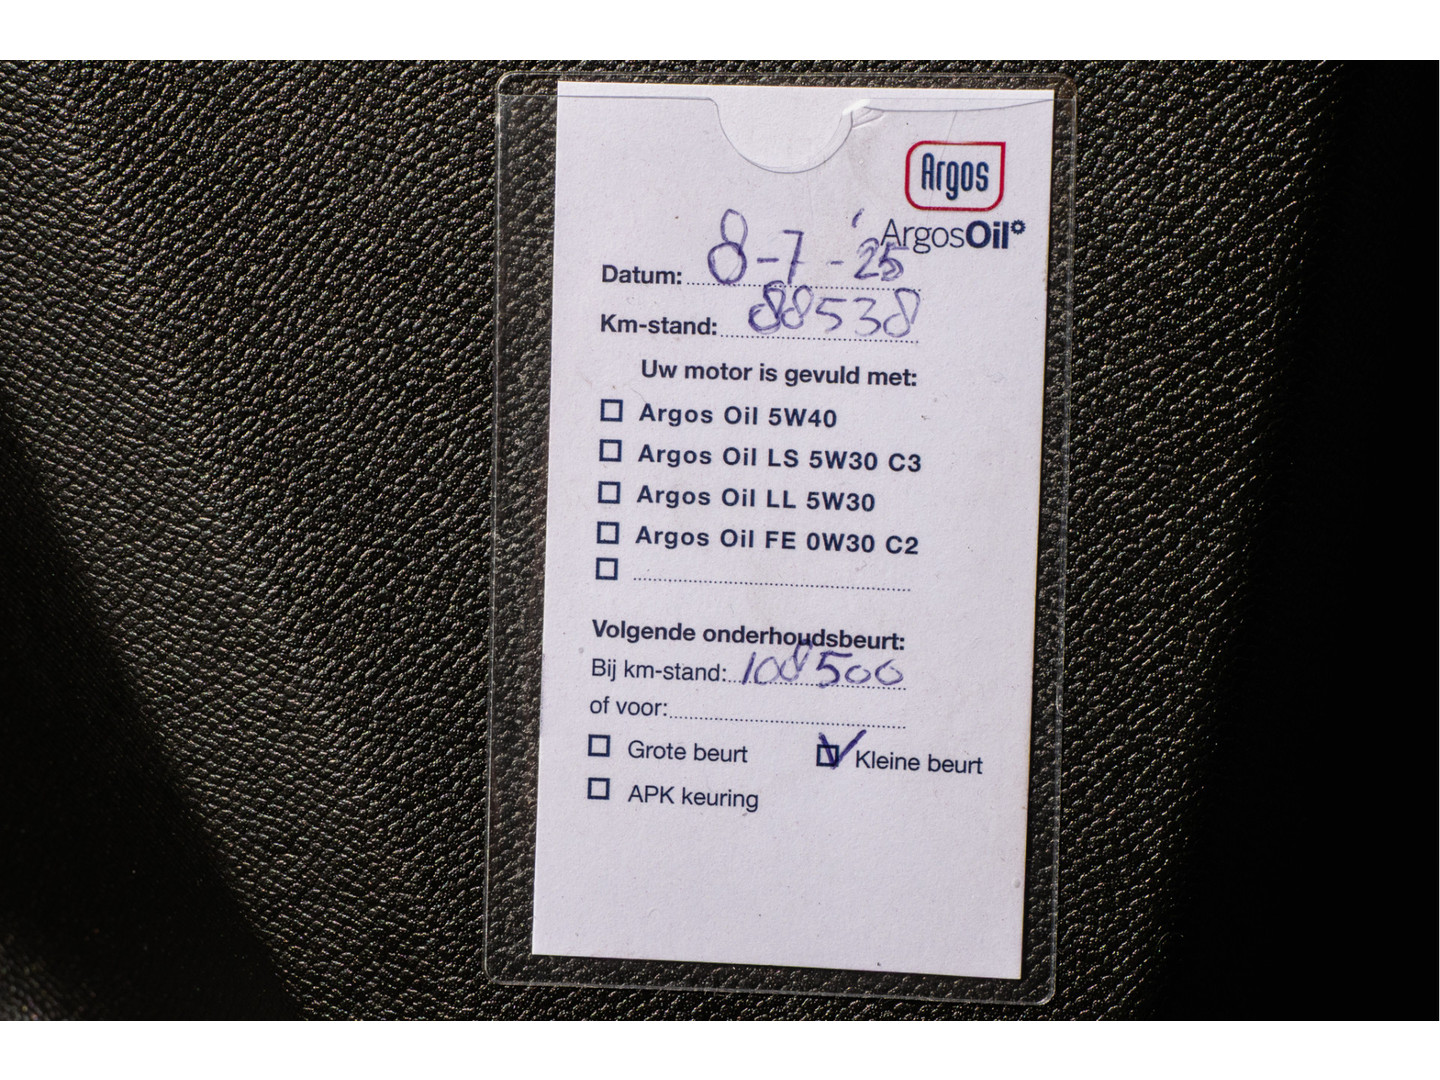 Argos
ArgosOil
Datum: 8-7-'25
Km-stand: 88538
Uw motor is gevuld met:
Argos Oil 5W40
Argos Oil LS 5W30 C3
Argos Oil LL 5W30
Argos Oil FE 0W30 C2
Volgende onderhoudsbeurt:
Bij km-stand: 108500
of voor:
Grote beurt Kleine beurt
APK keuring